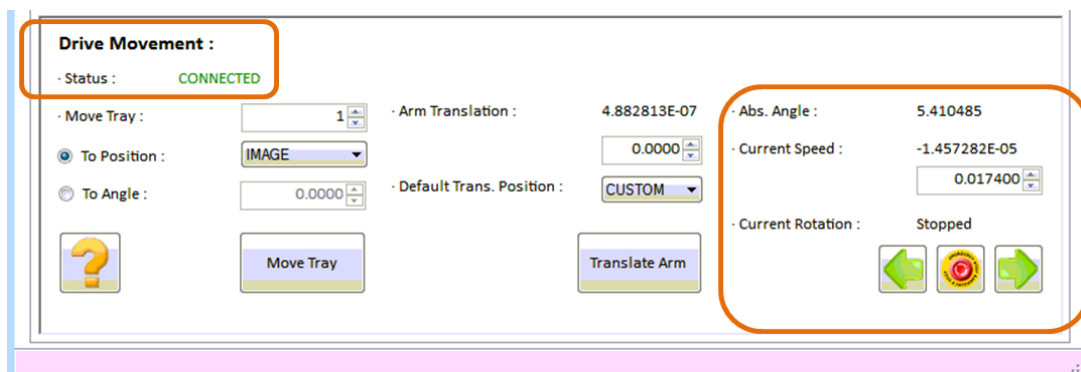 Drive Movement :
· Status : CONNECTED
· Move Tray : 1
To Position : IMAGE
To Angle : 0.0000
Move Tray
· Arm Translation : 4.882813E-07
0.0000
· Default Trans. Position : CUSTOM
Translate Arm
· Abs. Angle : 5.410485
· Current Speed : -1.457282E-05
0.017400
· Current Rotation : Stopped